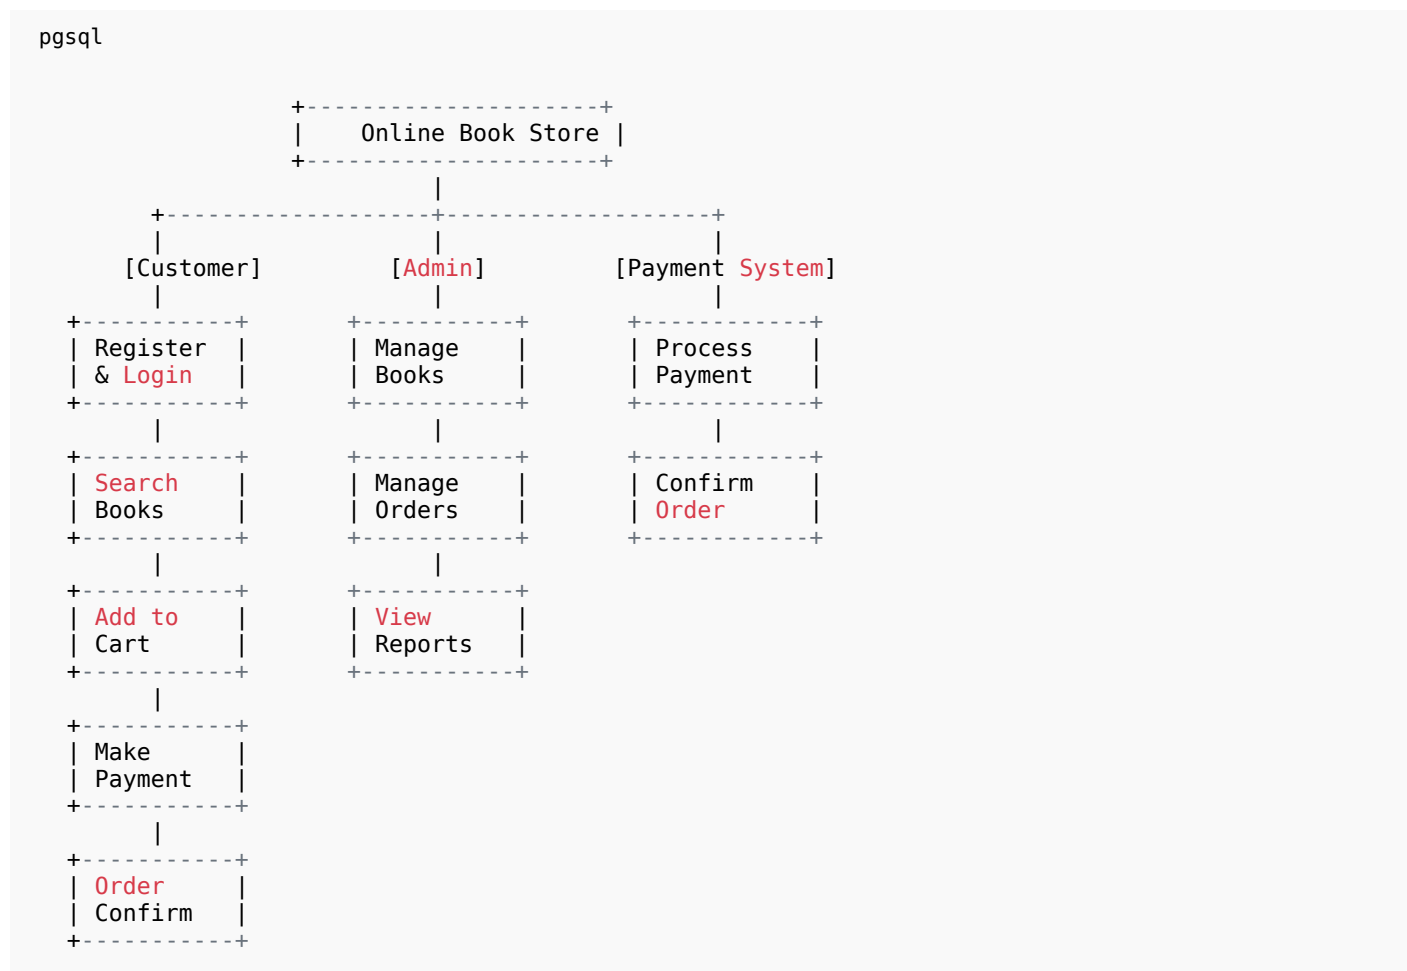 pgsql
+---------------------+
|    Online Book Store |
+---------------------+
|
+-------------------+-------------------+
|                   |                   |
[Customer]         [Admin]         [Payment System]
|                   |                   |
+-----------+       +-----------+       +------------+
| Register  |       | Manage    |       | Process    |
| & Login   |       | Books     |       | Payment    |
+-----------+       +-----------+       +------------+
|                   |                   |
+-----------+       +-----------+       +------------+
| Search    |       | Manage    |       | Confirm    |
| Books     |       | Orders    |       | Order      |
+-----------+       +-----------+       +------------+
|                   |
+-----------+       +-----------+
| Add to    |       | View      |
| Cart      |       | Reports   |
+-----------+       +-----------+
|
+-----------+
| Make      |
| Payment   |
+-----------+
|
+-----------+
| Order     |
| Confirm   |
+-----------+